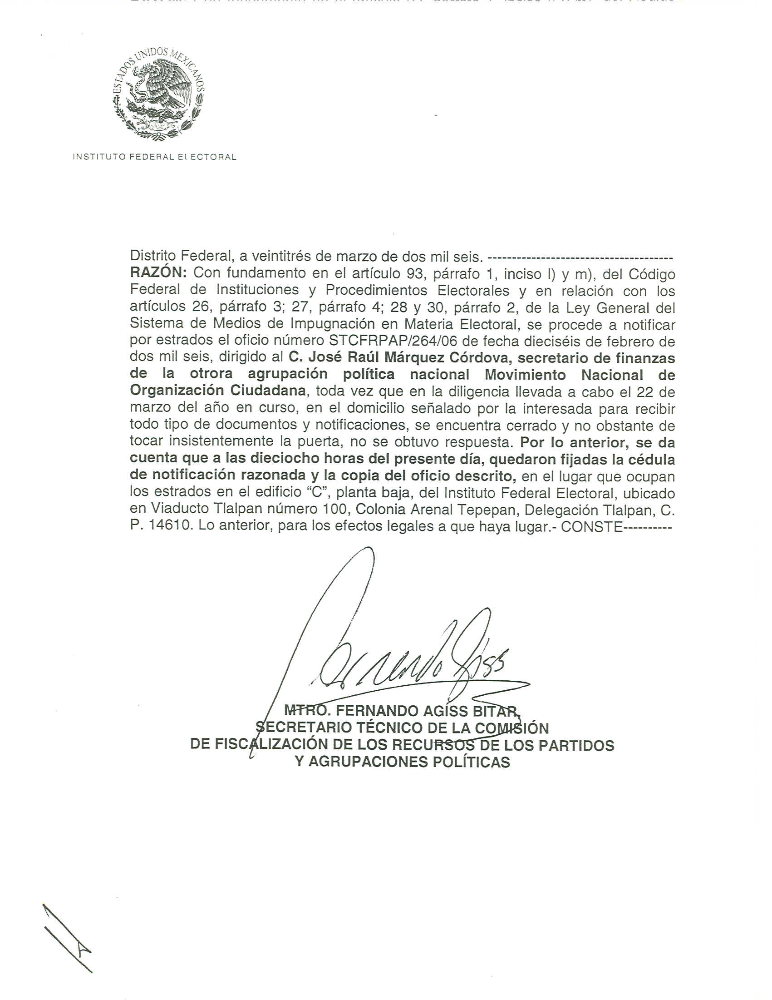 ESTADOS UNIDOS MEXICANOS
INSTITUTO FEDERAL ELECTORAL
Distrito Federal, a veintitrés de marzo de dos mil seis. --------------------------------------
RAZÓN: Con fundamento en el artículo 93, párrafo 1, inciso l) y m), del Código
Federal de Instituciones y Procedimientos Electorales y en relación con los
artículos 26, párrafo 3; 27, párrafo 4; 28 y 30, párrafo 2, de la Ley General del
Sistema de Medios de Impugnación en Materia Electoral, se procede a notificar
por estrados el oficio número STCFRPAP/264/06 de fecha dieciséis de febrero de
dos mil seis, dirigido al C. José Raúl Márquez Córdova, secretario de finanzas
de la otrora agrupación política nacional Movimiento Nacional de
Organización Ciudadana, toda vez que en la diligencia llevada a cabo el 22 de
marzo del año en curso, en el domicilio señalado por la interesada para recibir
todo tipo de documentos y notificaciones, se encuentra cerrado y no obstante de
tocar insistentemente la puerta, no se obtuvo respuesta. Por lo anterior, se da
cuenta que a las dieciocho horas del presente día, quedaron fijadas la cédula
de notificación razonada y la copia del oficio descrito, en el lugar que ocupan
los estrados en el edificio “C”, planta baja, del Instituto Federal Electoral, ubicado
en Viaducto Tlalpan número 100, Colonia Arenal Tepepan, Delegación Tlalpan, C.
P. 14610. Lo anterior, para los efectos legales a que haya lugar.- CONSTE----------
Fernando Agiss
MTRO. FERNANDO AGÍSS BITAR,
SECRETARIO TÉCNICO DE LA COMISIÓN
DE FISCALIZACIÓN DE LOS RECURSOS DE LOS PARTIDOS
Y AGRUPACIONES POLÍTICAS